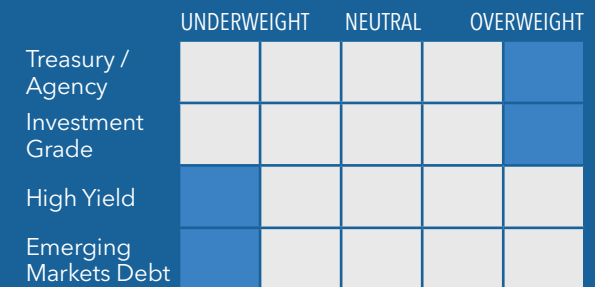 UNDERWEIGHT NEUTRAL OVERWEIGHT
Treasury /
Agency
Investment
Grade
High Yield
Emerging
Markets Debt